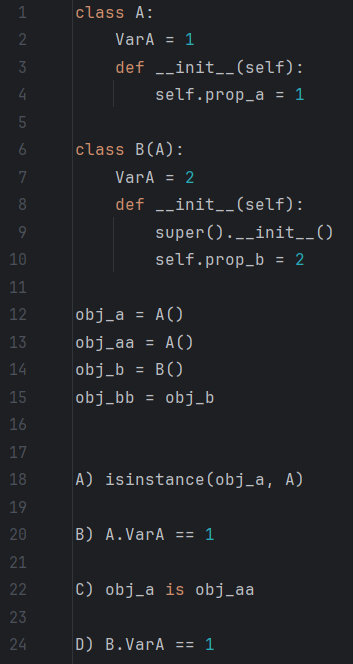 1 class A:
2     VarA = 1
3     def __init__(self):
4         self.prop_a = 1
5
6 class B(A):
7     VarA = 2
8     def __init__(self):
9         super().__init__()
10         self.prop_b = 2
11
12 obj_a = A()
13 obj_aa = A()
14 obj_b = B()
15 obj_bb = obj_b
16
17
18 A) isinstance(obj_a, A)
19
20 B) A.VarA == 1
21
22 C) obj_a is obj_aa
23
24 D) B.VarA == 1